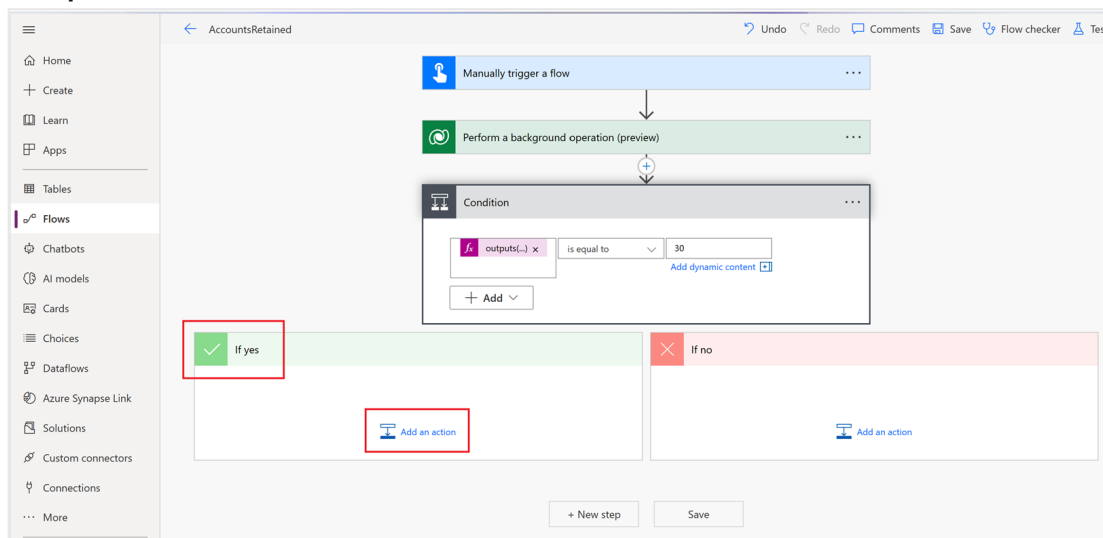 AccountsRetained
Undo
Redo
Comments
Save
Flow checker
Home
Create
Learn
Apps
Tables
Flows
Chatbots
AI models
Cards
Choices
Dataflows
Azure Synapse Link
Solutions
Custom connectors
Connections
More
Manually trigger a flow
Perform a background operation (preview)
Condition
fx outputs(...) x
is equal to
30
Add dynamic content
+ Add
If yes
Add an action
If no
Add an action
+ New step
Save